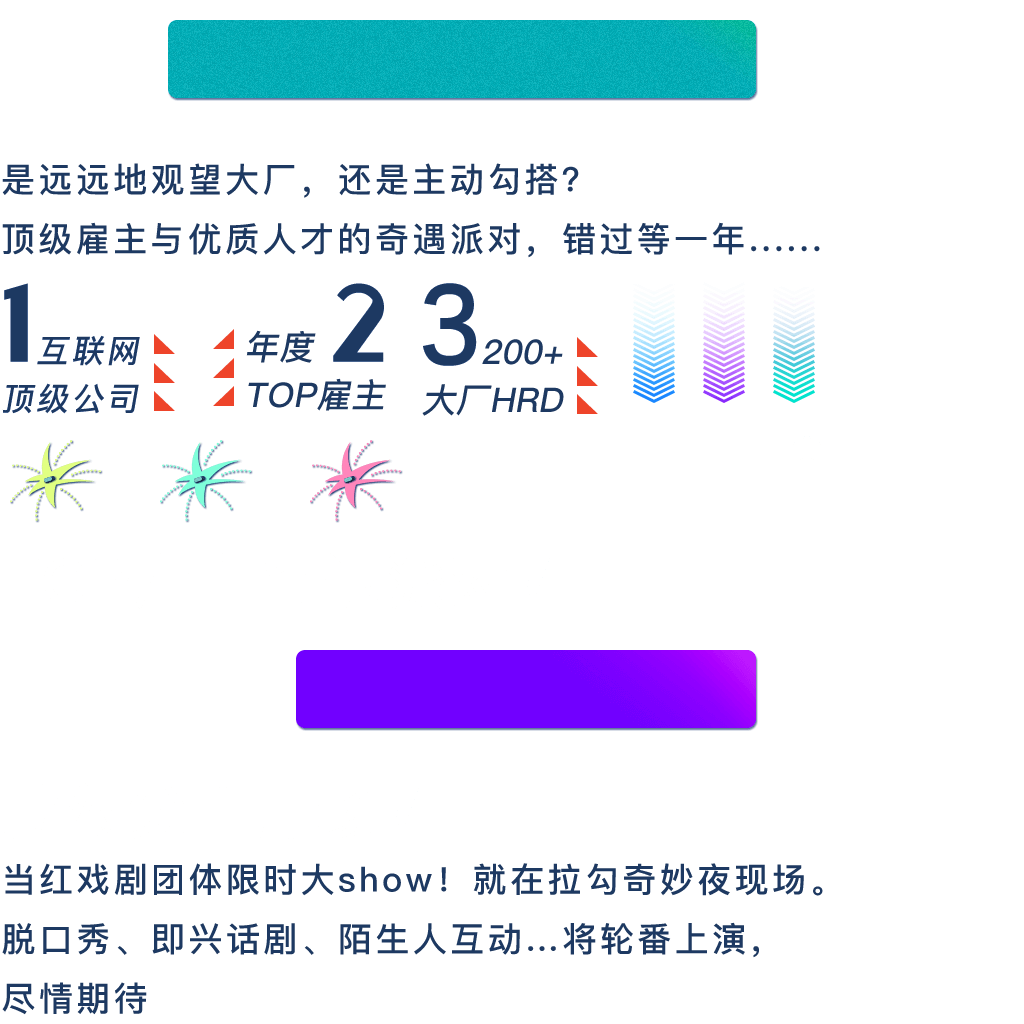 是远远地观望大厂，还是主动勾搭?
顶级雇主与优质人才的奇遇派对，错过等一年……
1互联网
顶级公司
年度2
TOP雇主
3 200+
大厂HRD
当红戏剧团体限时大show！就在拉勾奇妙夜现场。
脱口秀、即兴话剧、陌生人互动…将轮番上演，
尽情期待